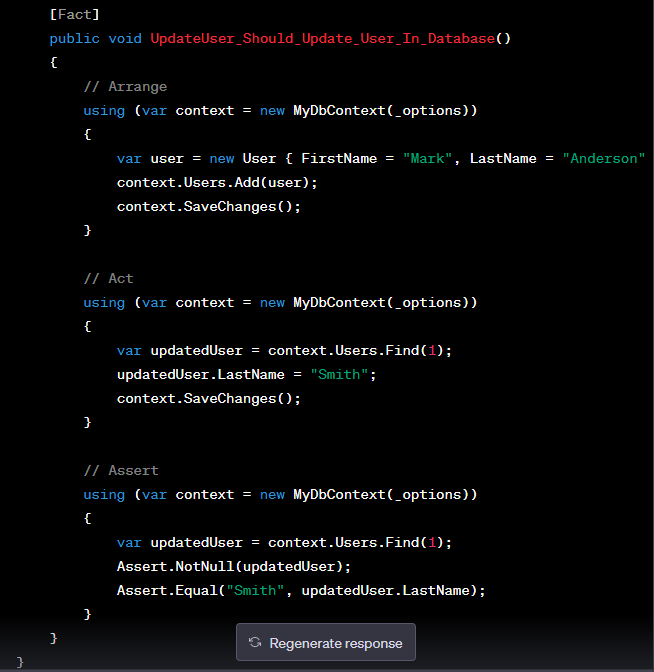 [Fact]
public void UpdateUser_Should_Update_User_In_Database()
{
// Arrange
using (var context = new MyDbContext(_options))
{
var user = new User { FirstName = "Mark", LastName = "Anderson"
context.Users.Add(user);
context.SaveChanges();
}
// Act
using (var context = new MyDbContext(_options))
{
var updatedUser = context.Users.Find(1);
updatedUser.LastName = "Smith";
context.SaveChanges();
}
// Assert
using (var context = new MyDbContext(_options))
{
var updatedUser = context.Users.Find(1);
Assert.NotNull(updatedUser);
Assert.Equal("Smith", updatedUser.LastName);
}
}
Regenerate response
}